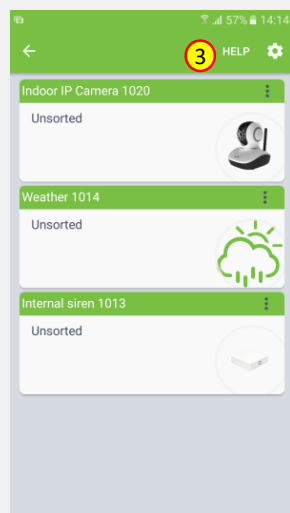 57% 14:14
3 HELP
Indoor IP Camera 1020
Unsorted
Weather 1014
Unsorted
Internal siren 1013
Unsorted